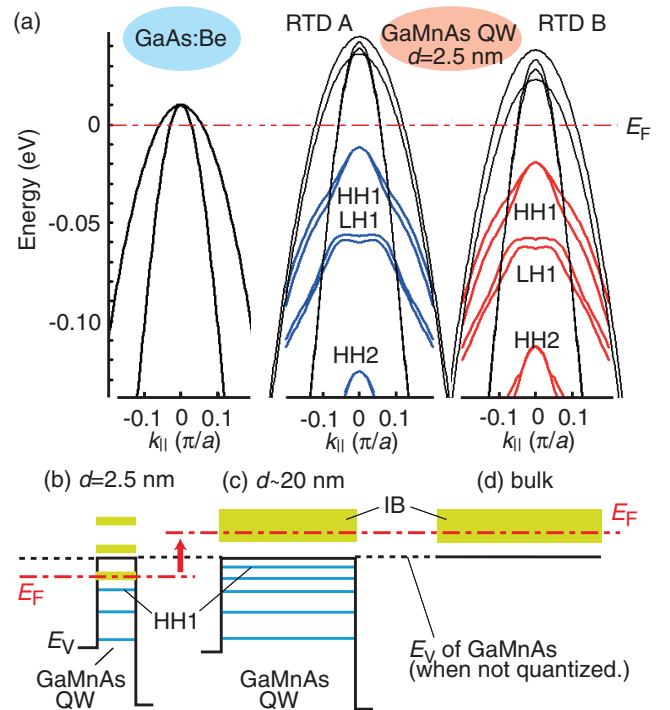 (a)
GaAs:Be
RTD A
GaMnAs QW
d=2.5 nm
RTD B
Energy (eV)
0
-0.05
-0.10
E_F
HH1
LH1
HH2
HH1
LH1
HH2
-0.1 0 0.1
-0.1 0 0.1
-0.1 0 0.1
k|| (π/a)
k|| (π/a)
k|| (π/a)
(b) d=2.5 nm
(c) d~20 nm
(d) bulk
IB
E_F
E_F
HH1
E_V
GaMnAs
QW
GaMnAs
QW
E_V of GaMnAs
(when not quantized.)